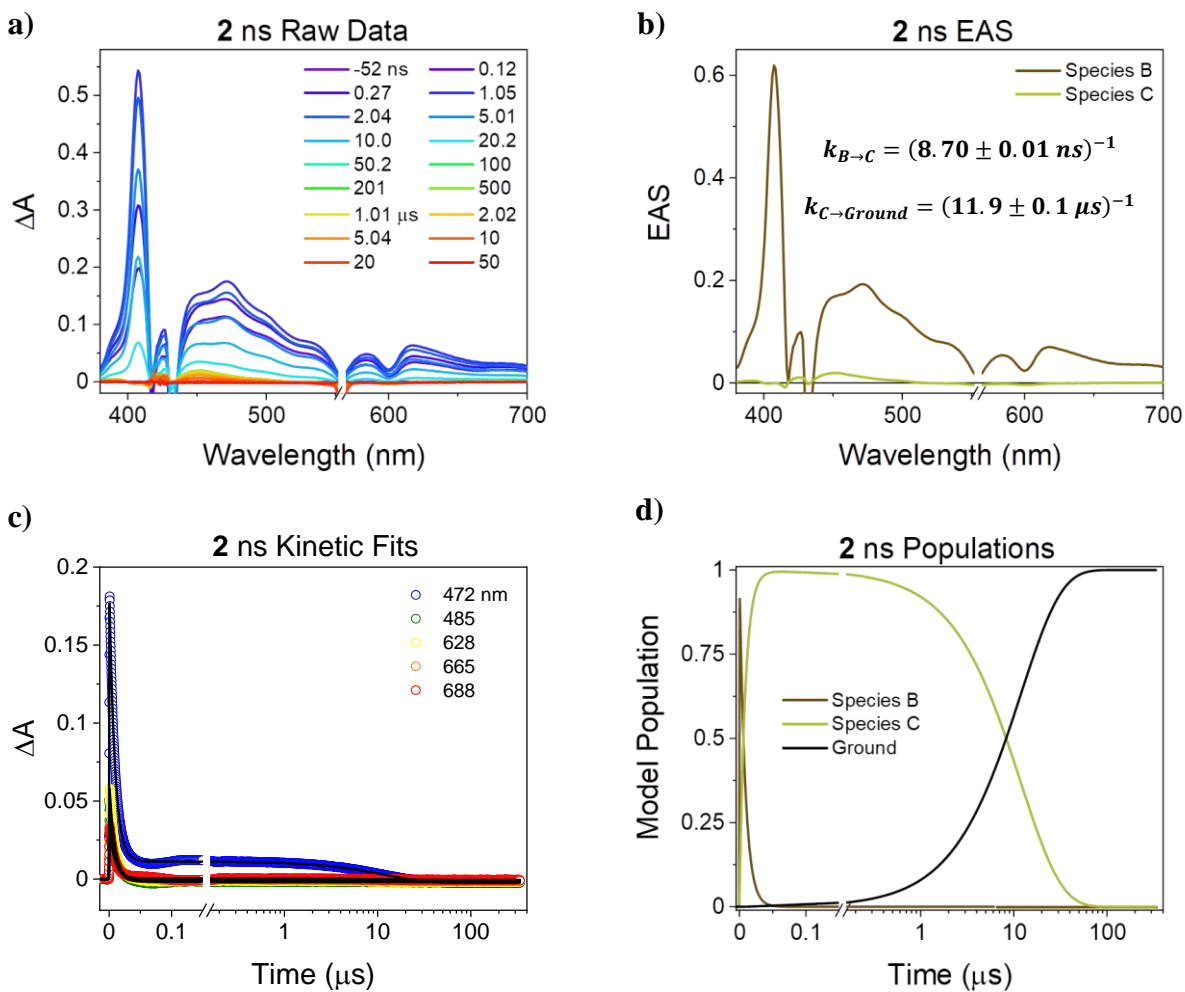 a)
2 ns Raw Data
-52 ns 0.12
0.27 1.05
2.04 5.01
10.0 20.2
50.2 100
201 500
1.01 μs 2.02
5.04 10
20 50
0.5
0.4
0.3
0.2
0.1
0
ΔA
400 500 600 700
Wavelength (nm)
b)
2 ns EAS
Species B
Species C
k_{B→C} = (8.70 ± 0.01 ns)^{-1}
k_{C→Ground} = (11.9 ± 0.1 μs)^{-1}
0.6
0.4
0.2
0
EAS
400 500 600 700
Wavelength (nm)
c)
2 ns Kinetic Fits
472 nm
485
628
665
688
0.2
0.15
0.1
0.05
0
ΔA
0 0.1 1 10 100
Time (μs)
d)
2 ns Populations
Species B
Species C
Ground
1
0.75
0.5
0.25
0
Model Population
0 0.1 1 10 100
Time (μs)